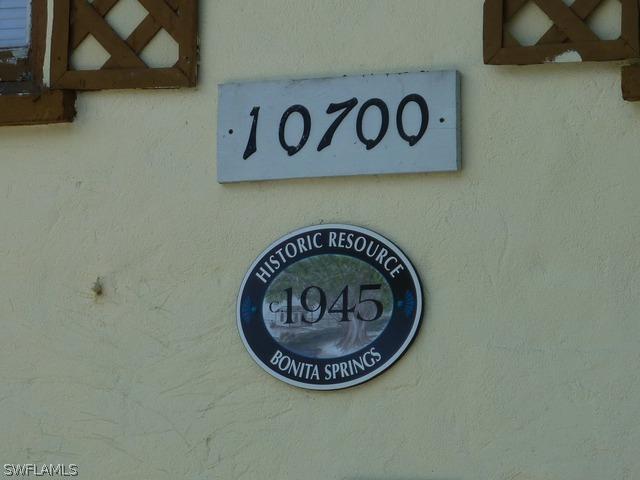 10700
HISTORIC RESOURCE
c1945
BONITA SPRINGS
SWFLAMLS